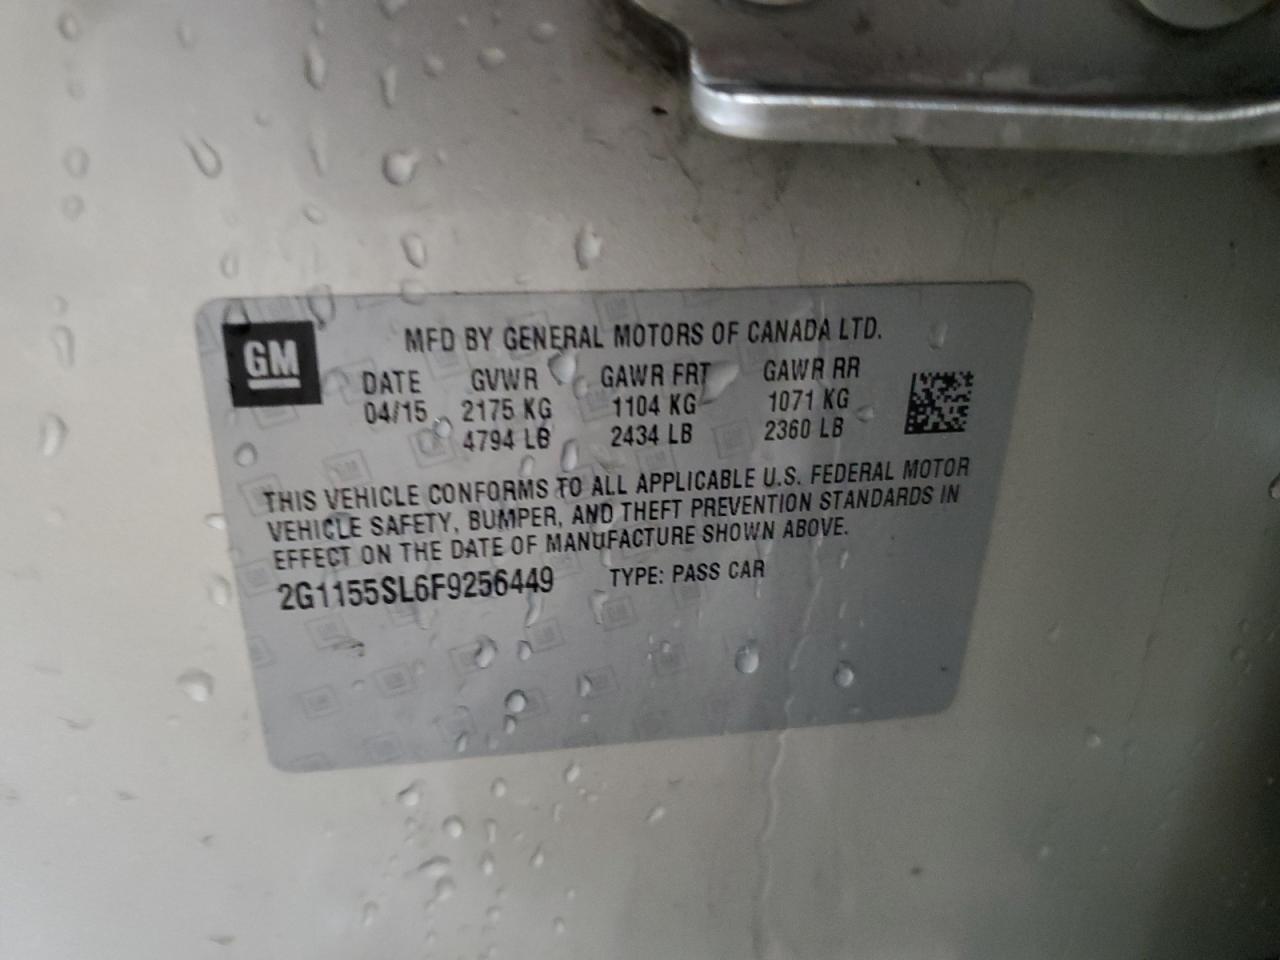 GM
MFD BY GENERAL MOTORS OF CANADA LTD.
DATE GVWR GAWR FRT GAWR RR
04/15 2175 KG 1104 KG 1071 KG
4794 LB 2434 LB 2360 LB
THIS VEHICLE CONFORMS TO ALL APPLICABLE U.S. FEDERAL MOTOR
VEHICLE SAFETY, BUMPER, AND THEFT PREVENTION STANDARDS IN
EFFECT ON THE DATE OF MANUFACTURE SHOWN ABOVE.
2G1155SL6F9256449 TYPE: PASS CAR